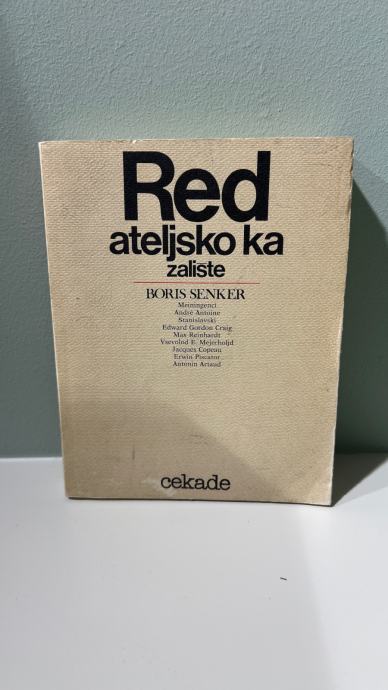 Red
ateljsko ka
zalište
BORIS SENKER
Meiningenci
André Antoine
Stanislavski
Edward Gordon Craig
Max Reinhardt
Vsevolod E. Mejerholjd
Jacques Copeau
Erwin Piscator
Antonin Artaud
cekade